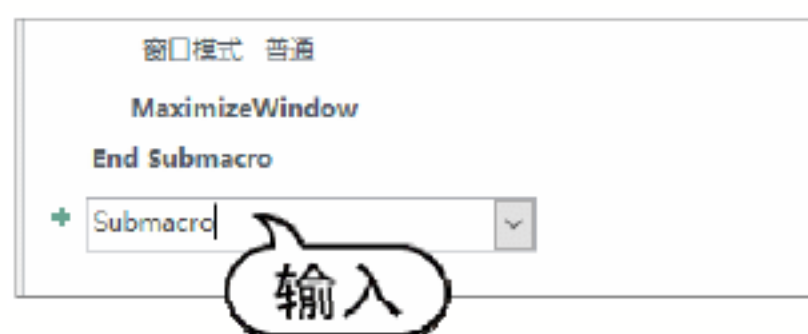 窗口模式 普通
MaximizeWindow
End Submacro
Submacro
输入